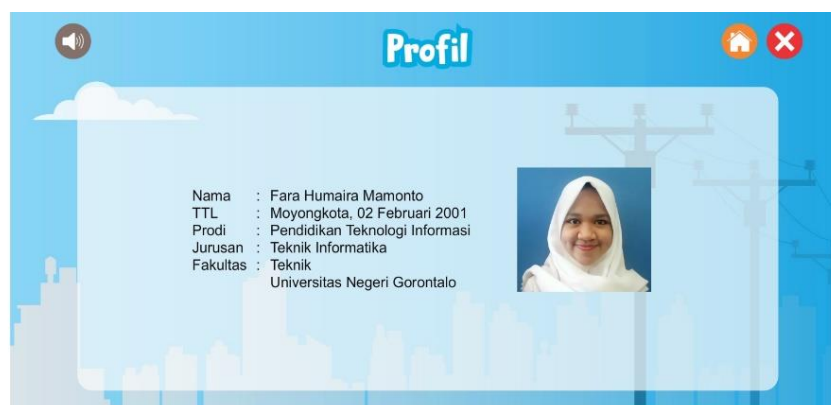 Profil
Nama : Fara Humaira Mamonto
TTL : Moyongkota, 02 Februari 2001
Prodi : Pendidikan Teknologi Informasi
Jurusan : Teknik Informatika
Fakultas : Teknik
Universitas Negeri Gorontalo